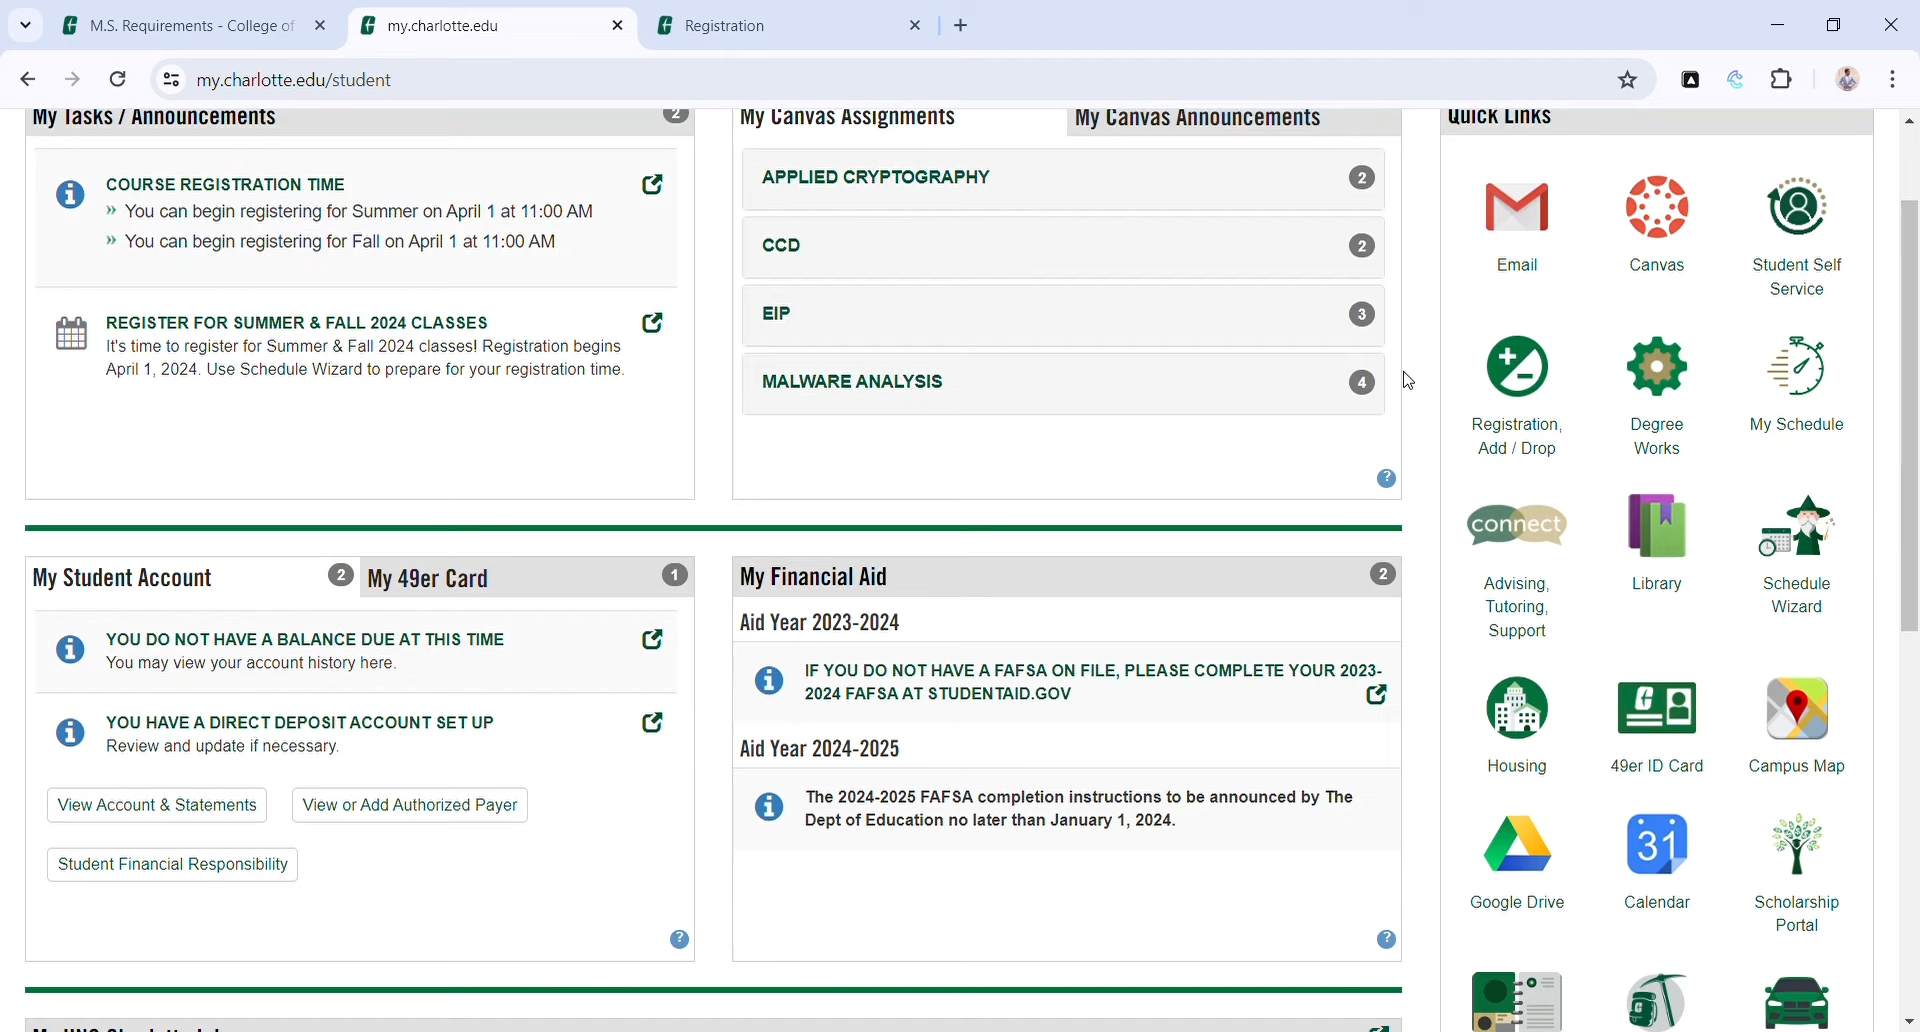 M.S. Requirements - College of
my.charlotte.edu
Registration
my.charlotte.edu/student
My Tasks / Announcements
2
COURSE REGISTRATION TIME
» You can begin registering for Summer on April 1 at 11:00 AM
» You can begin registering for Fall on April 1 at 11:00 AM
REGISTER FOR SUMMER & FALL 2024 CLASSES
It's time to register for Summer & Fall 2024 classes! Registration begins
April 1, 2024. Use Schedule Wizard to prepare for your registration time.
My Canvas Assignments
My Canvas Announcements
APPLIED CRYPTOGRAPHY
2
CCD
2
EIP
3
MALWARE ANALYSIS
4
?
My Student Account
2
My 49er Card
1
YOU DO NOT HAVE A BALANCE DUE AT THIS TIME
You may view your account history here.
YOU HAVE A DIRECT DEPOSIT ACCOUNT SET UP
Review and update if necessary.
View Account & Statements
View or Add Authorized Payer
Student Financial Responsibility
?
My Financial Aid
2
Aid Year 2023-2024
IF YOU DO NOT HAVE A FAFSA ON FILE, PLEASE COMPLETE YOUR 2023-
2024 FAFSA AT STUDENTAID.GOV
Aid Year 2024-2025
The 2024-2025 FAFSA completion instructions to be announced by The
Dept of Education no later than January 1, 2024.
?
Quick Links
Email
Canvas
Student Self
Service
Registration,
Add / Drop
Degree
Works
My Schedule
connect
Advising,
Tutoring,
Support
Library
Schedule
Wizard
Housing
49er ID Card
Campus Map
31
Google Drive
Calendar
Scholarship
Portal